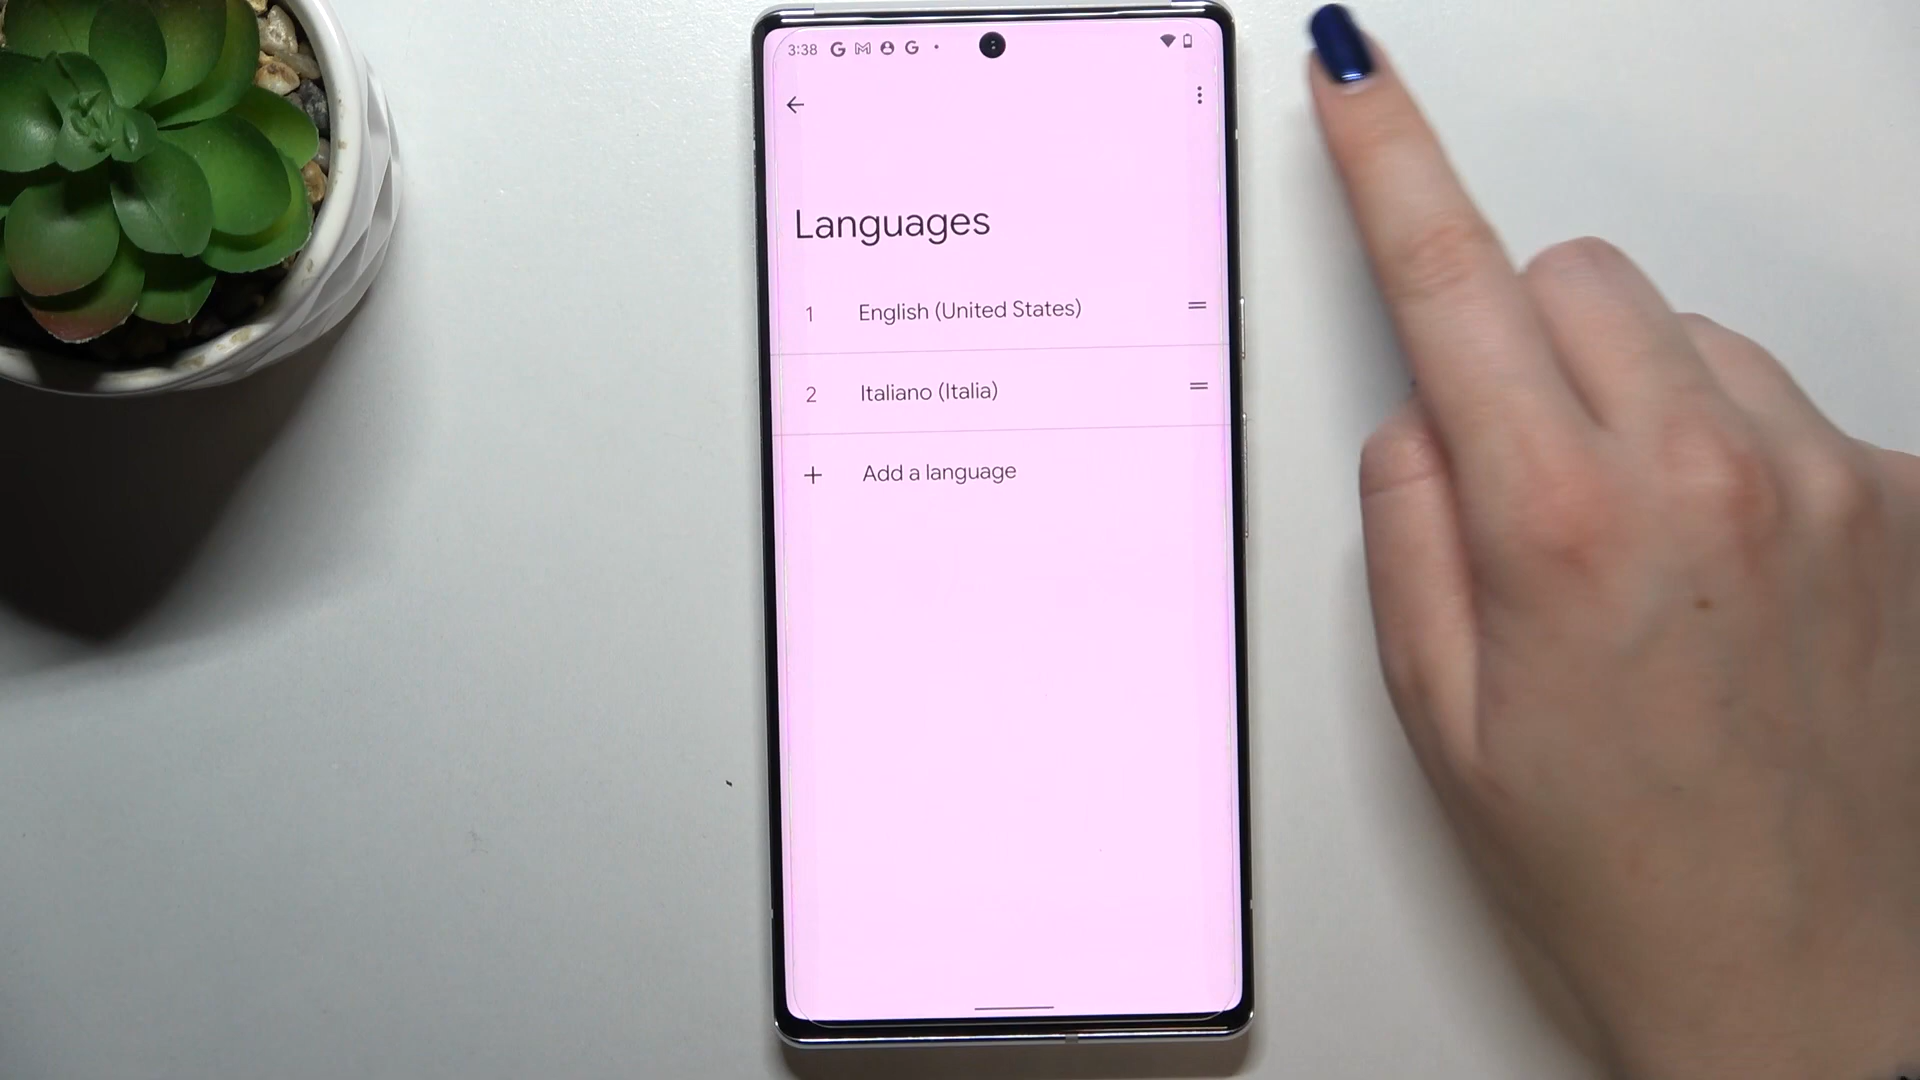 3:38 G M G
Languages
1 English (United States)
2 Italiano (Italia)
+ Add a language